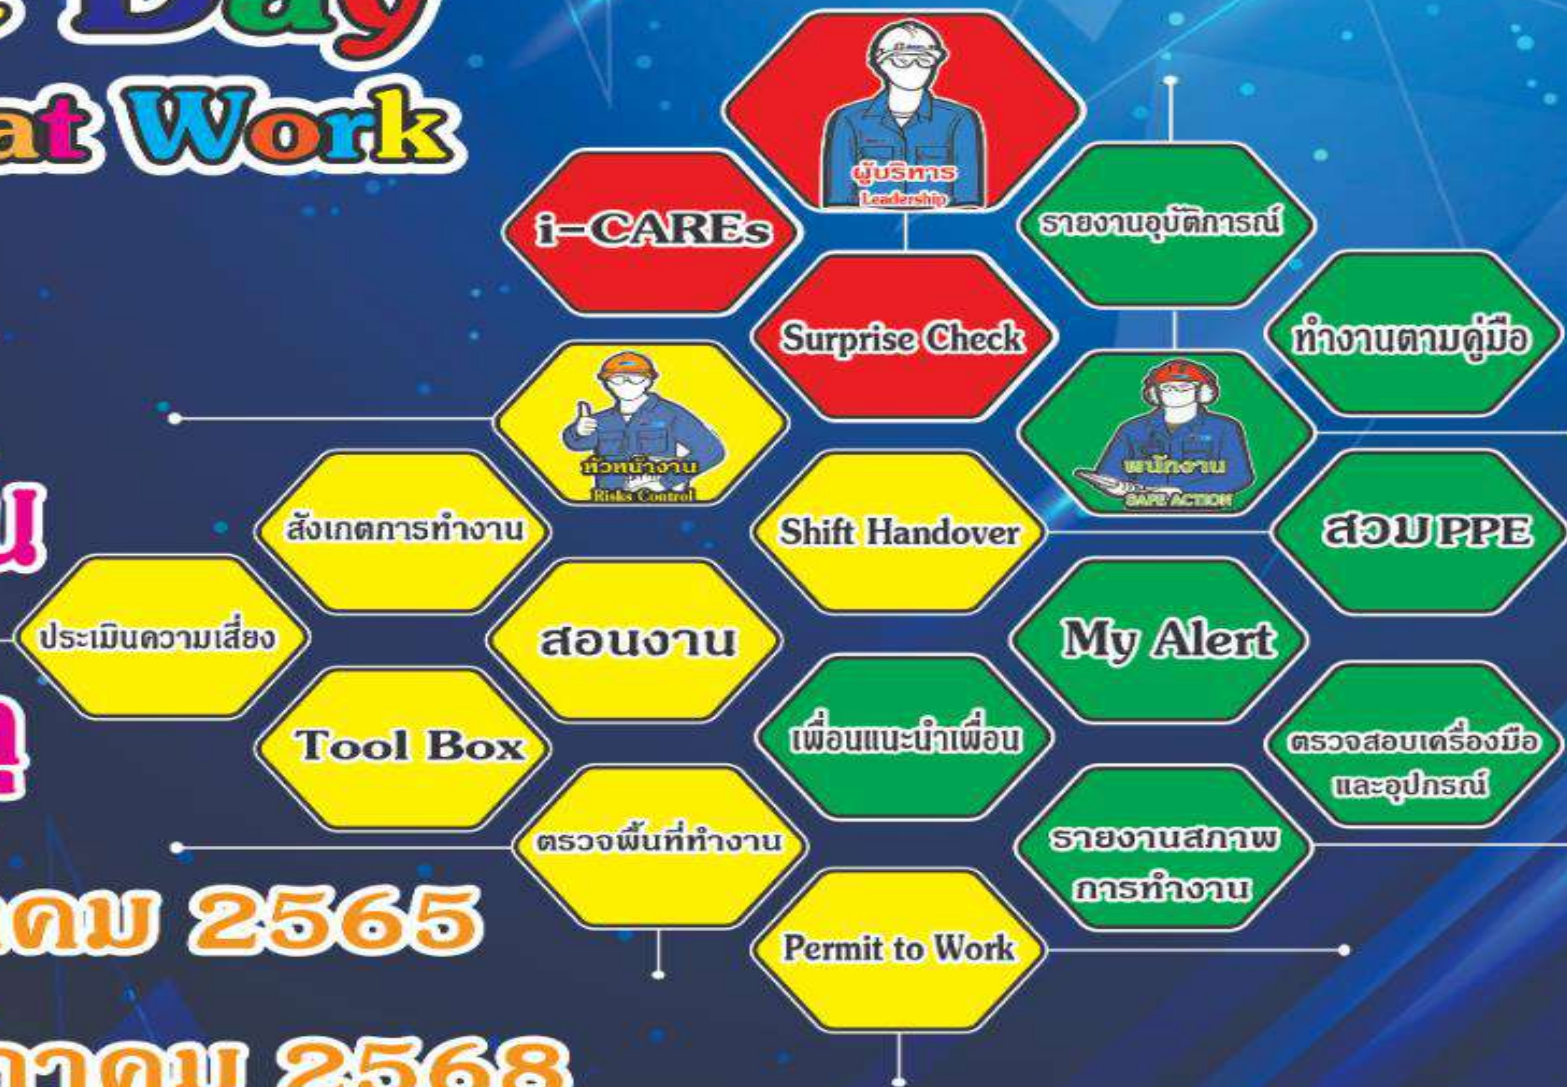 Day
at Work
ผู้บริหาร
Leadership
i-CAREs
รายงานอุบัติการณ์
Surprise Check
ทำงานตามคู่มือ
หัวหน้างาน
Risks Control
พนักงาน
SAFE ACTION
สังเกตการทำงาน
Shift Handover
สวม PPE
ประเมินความเสี่ยง
สอนงาน
My Alert
Tool Box
เพื่อนแนะนำเพื่อน
ตรวจสอบเครื่องมือ
และอุปกรณ์
ตรวจพื้นที่ทำงาน
รายงานสภาพ
การทำงาน
Permit to Work
าคม 2565
กาคม 2568